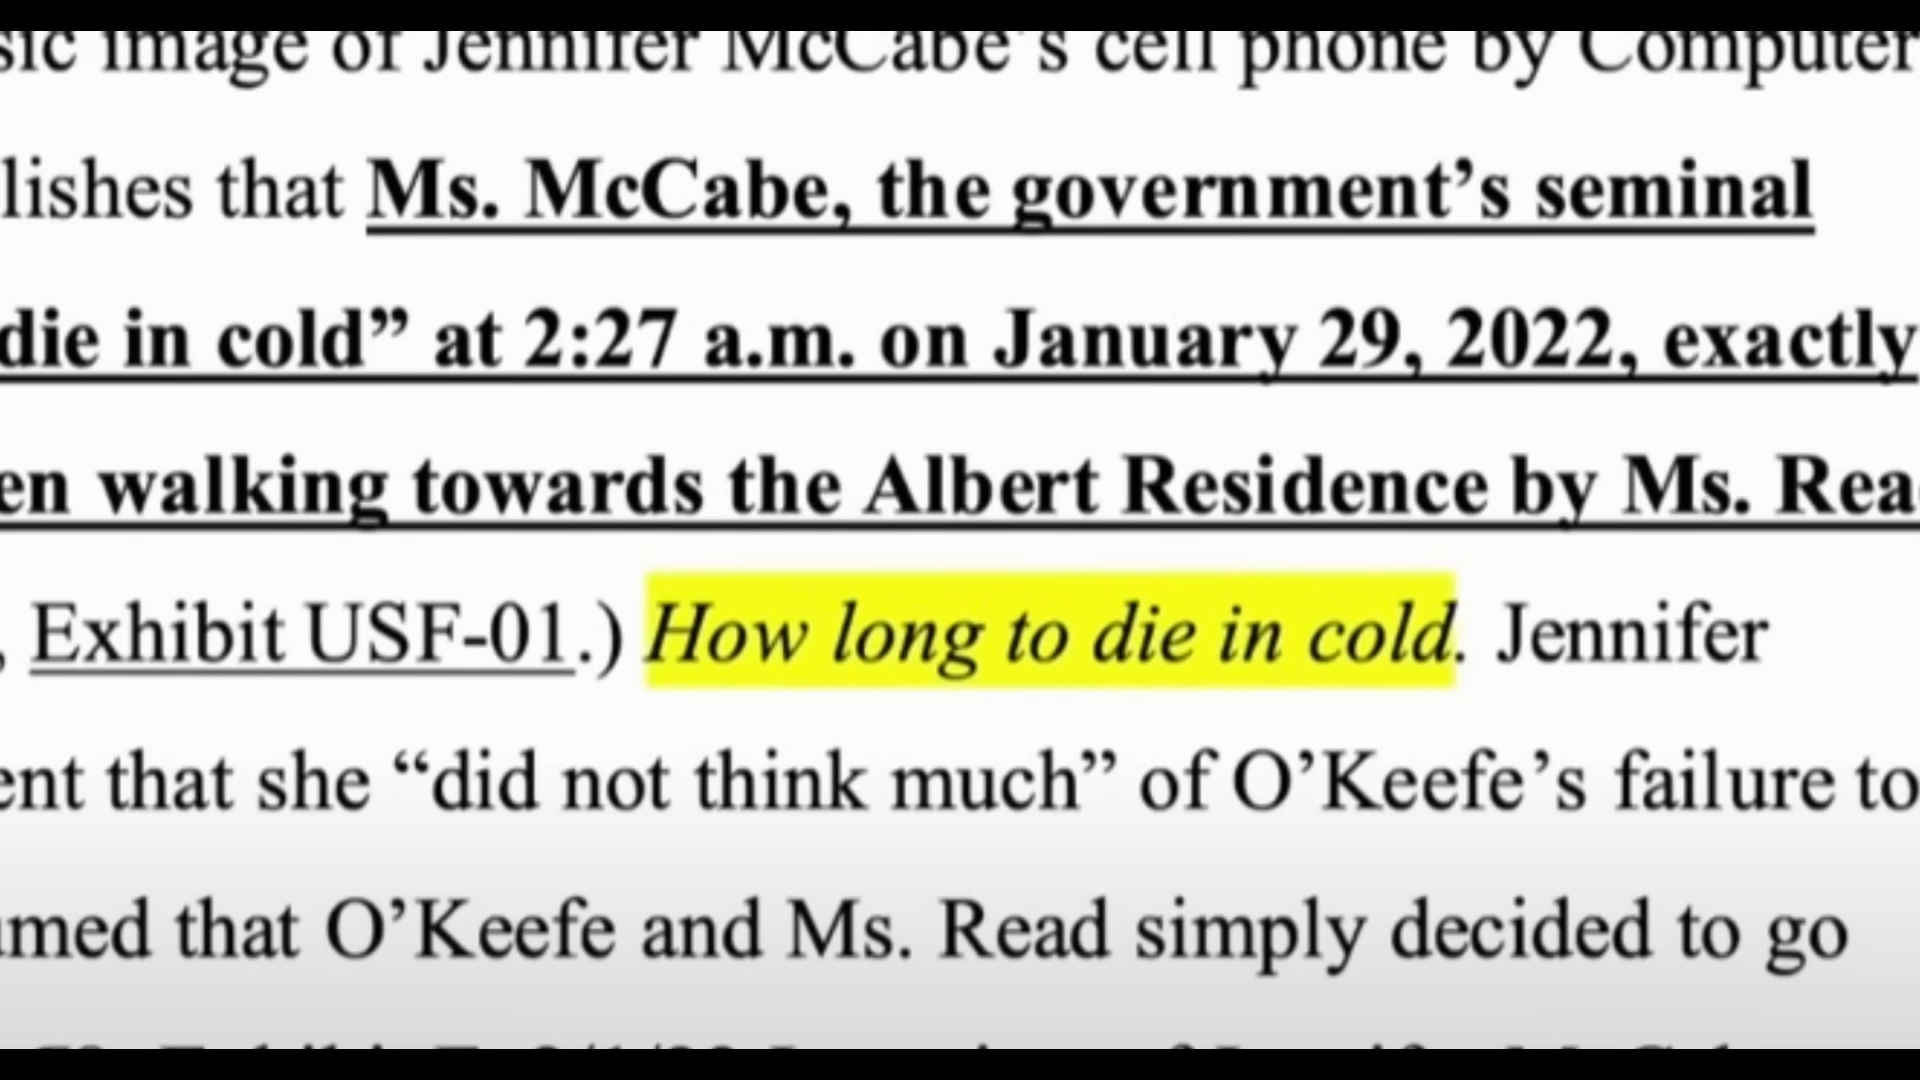 sic image of Jennifer McCabe's cell phone by Computer
lishes that Ms. McCabe, the government's seminal
die in cold” at 2:27 a.m. on January 29, 2022, exactly
en walking towards the Albert Residence by Ms. Rea
, Exhibit USF-01.) How long to die in cold. Jennifer
ent that she “did not think much” of O’Keefe’s failure to
umed that O’Keefe and Ms. Read simply decided to go